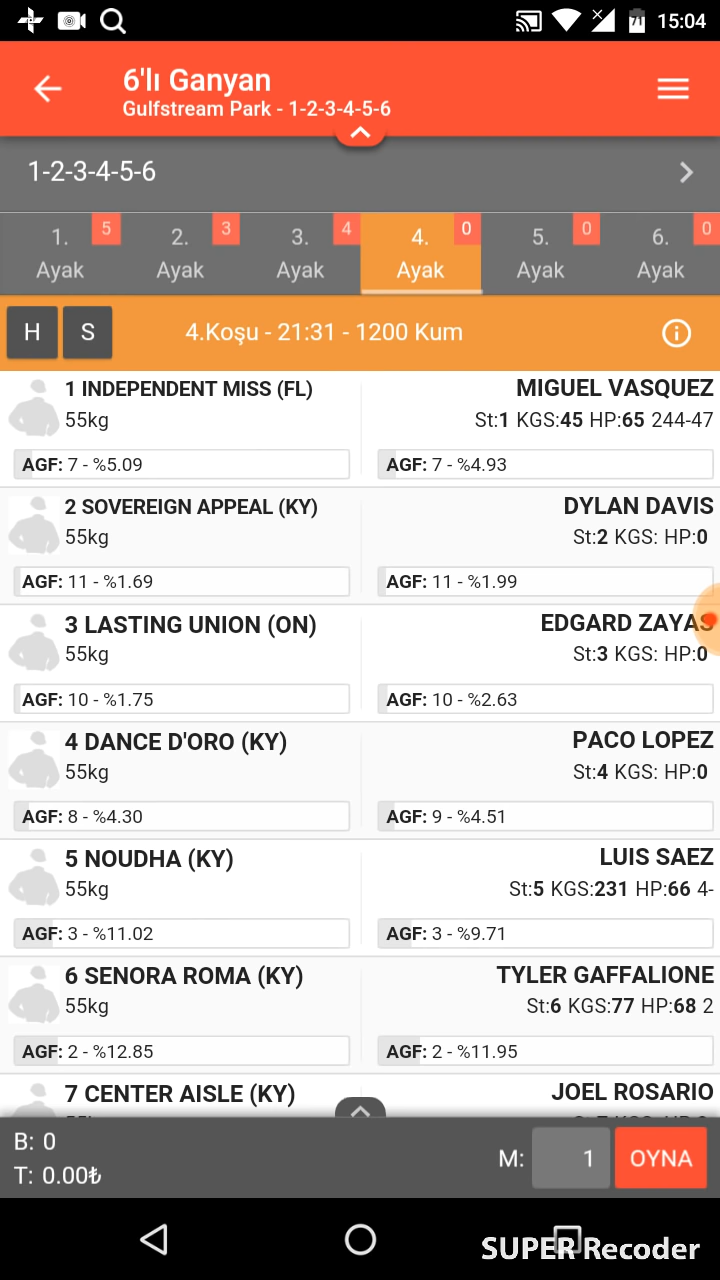 71 15:04
6'lı Ganyan
Gulfstream Park - 1-2-3-4-5-6
1-2-3-4-5-6
1. 5 2. 3 3. 4 4. 0 5. 0 6. 0
Ayak Ayak Ayak Ayak Ayak Ayak
H S 4.Koşu - 21:31 - 1200 Kum
1 INDEPENDENT MISS (FL) MIGUEL VASQUEZ
55kg St:1 KGS:45 HP:65 244-47
AGF: 7 - %5.09 AGF: 7 - %4.93
2 SOVEREIGN APPEAL (KY) DYLAN DAVIS
55kg St:2 KGS: HP:0
AGF: 11 - %1.69 AGF: 11 - %1.99
3 LASTING UNION (ON) EDGARD ZAYAS
55kg St:3 KGS: HP:0
AGF: 10 - %1.75 AGF: 10 - %2.63
4 DANCE D'ORO (KY) PACO LOPEZ
55kg St:4 KGS: HP:0
AGF: 8 - %4.30 AGF: 9 - %4.51
5 NOUDHA (KY) LUIS SAEZ
55kg St:5 KGS:231 HP:66 4-
AGF: 3 - %11.02 AGF: 3 - %9.71
6 SENORA ROMA (KY) TYLER GAFFALIONE
55kg St:6 KGS:77 HP:68 2
AGF: 2 - %12.85 AGF: 2 - %11.95
7 CENTER AISLE (KY) JOEL ROSARIO
B: 0
T: 0.00₺ M: 1 OYNA
SUPER Recoder